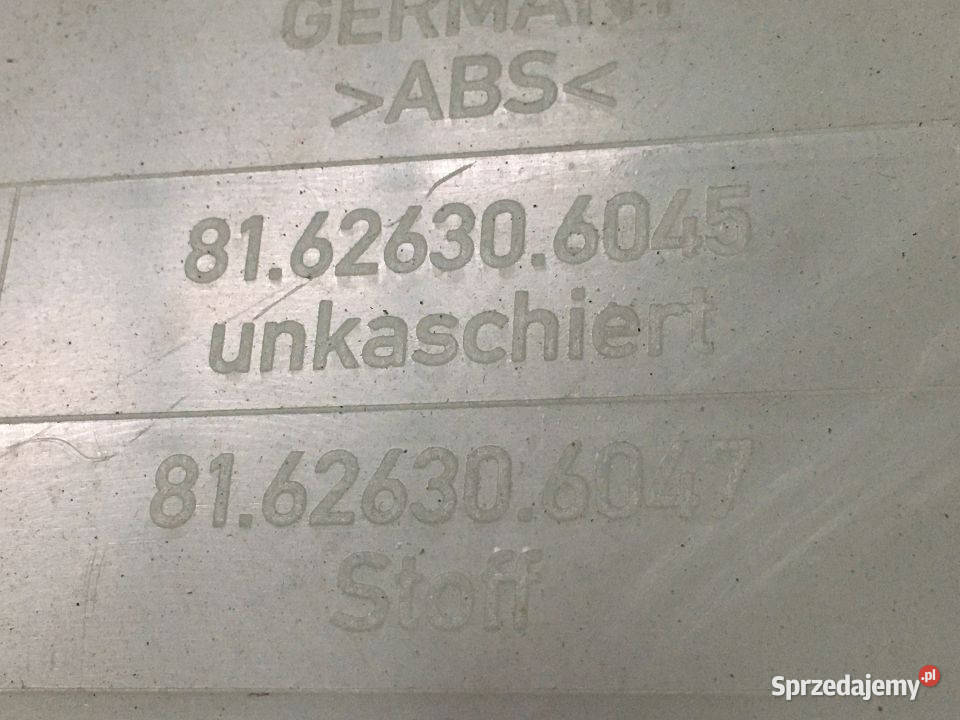 GERMANY
>ABS<
81.62630.6045
unkaschiert
81.62630.6047
Stoff
Sprzedajemy.pl